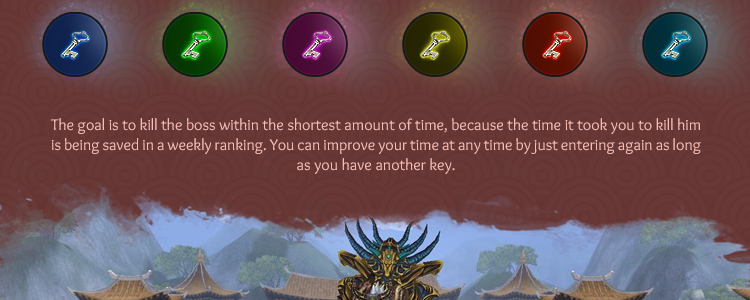 The goal is to kill the boss within the shortest amount of time, because the time it took you to kill him
is being saved in a weekly ranking. You can improve your time at any time by just entering again as long
as you have another key.